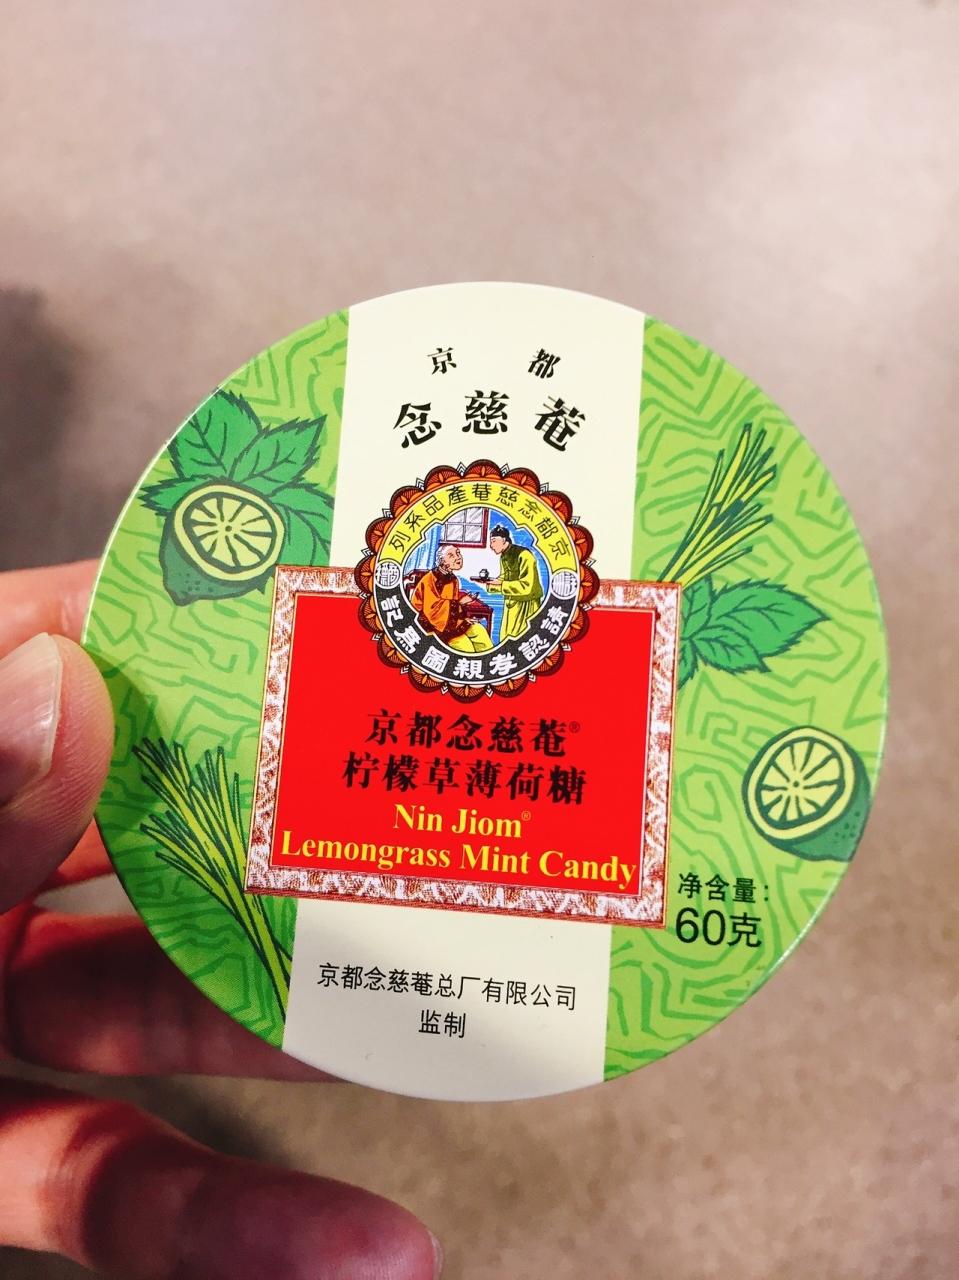 京 都
念慈菴
京都念慈菴產品系列
請認孝親圖為記
京都念慈菴®
柠檬草薄荷糖
Nin Jiom®
Lemongrass Mint Candy
净含量:
60克
京都念慈菴总厂有限公司
监制